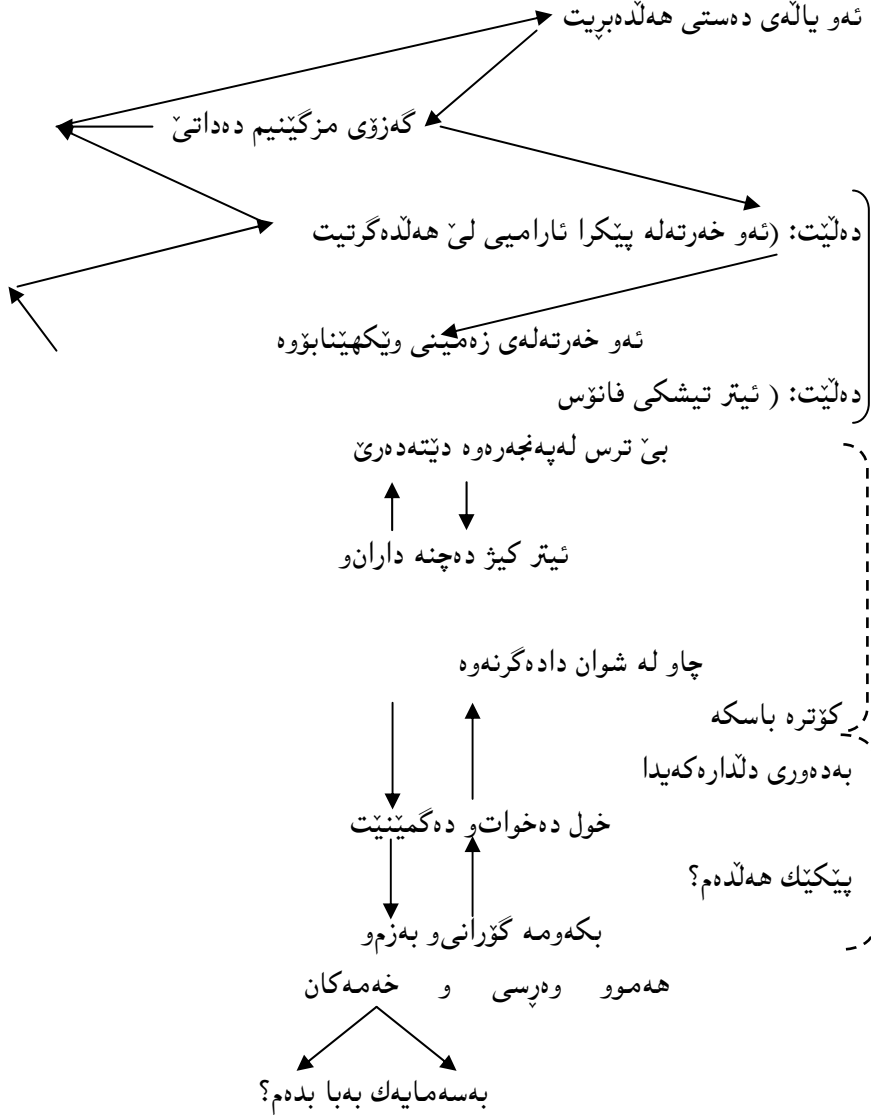 ئەو یاڵەی دەستی هەڵدەبڕیت
گەزۆی مزگێنیم دەداتێ
دەڵێت: (ئەو خەرتەلە پێکرا ئارامیی لێ هەڵدەگرتیت
ئەو خەرتەلەی زەمینی وێکهێنابۆوە
دەڵێت: ( ئیتر تیشکی فانۆس
بێ ترس لەپەنجەرەوە دێتەدەرێ
ئیتر کیژ دەچنە دارانو
چاو لە شوان دادەگرنەوە
کۆترە باسکە
بەدەوری دڵدارەکەیدا
خول دەخواتو دەگمێنێت
پێکێك هەڵدەم؟
بکەومە گۆرانیو بەزمو
هەموو وەڕسی و خەمەکان
بەسەمایەك بەبا بدەم؟